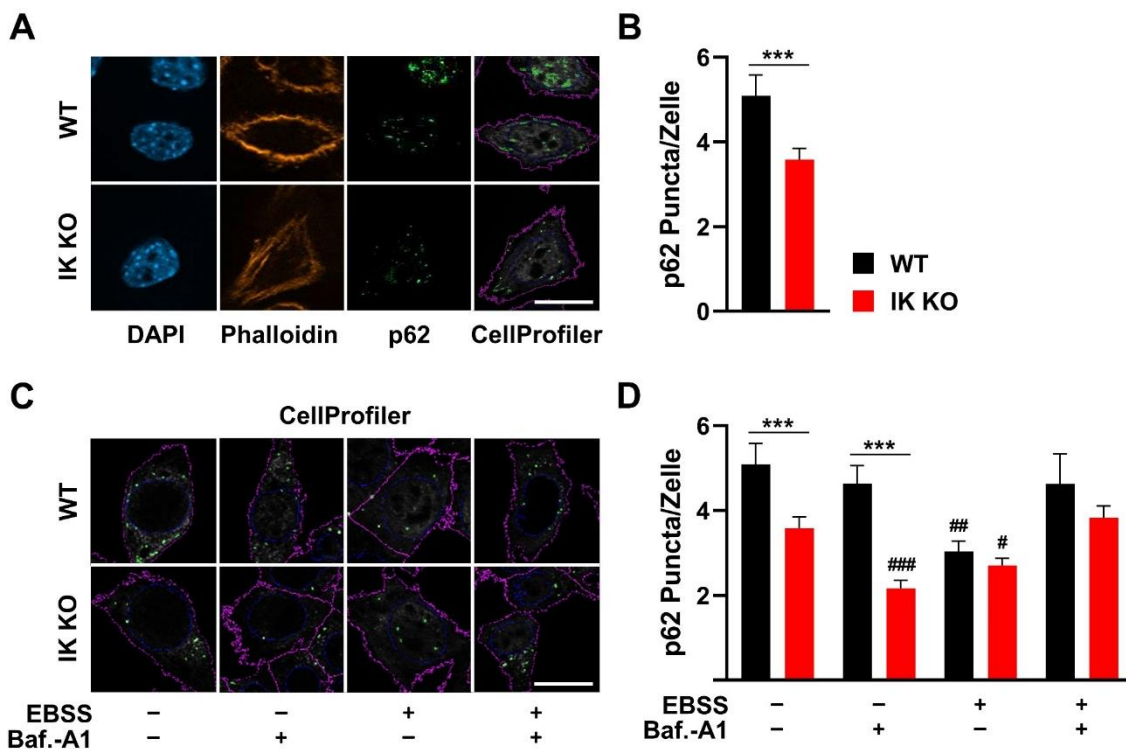 A
WT
IK KO
DAPI Phalloidin p62 CellProfiler
B
p62 Puncta/Zelle
6
4
2
0
***
WT
IK KO
C
CellProfiler
WT
IK KO
EBSS – – + +
Baf.-A1 – + – +
D
p62 Puncta/Zelle
6
4
2
***
***
###
##
#
EBSS – – + +
Baf.-A1 – + – +